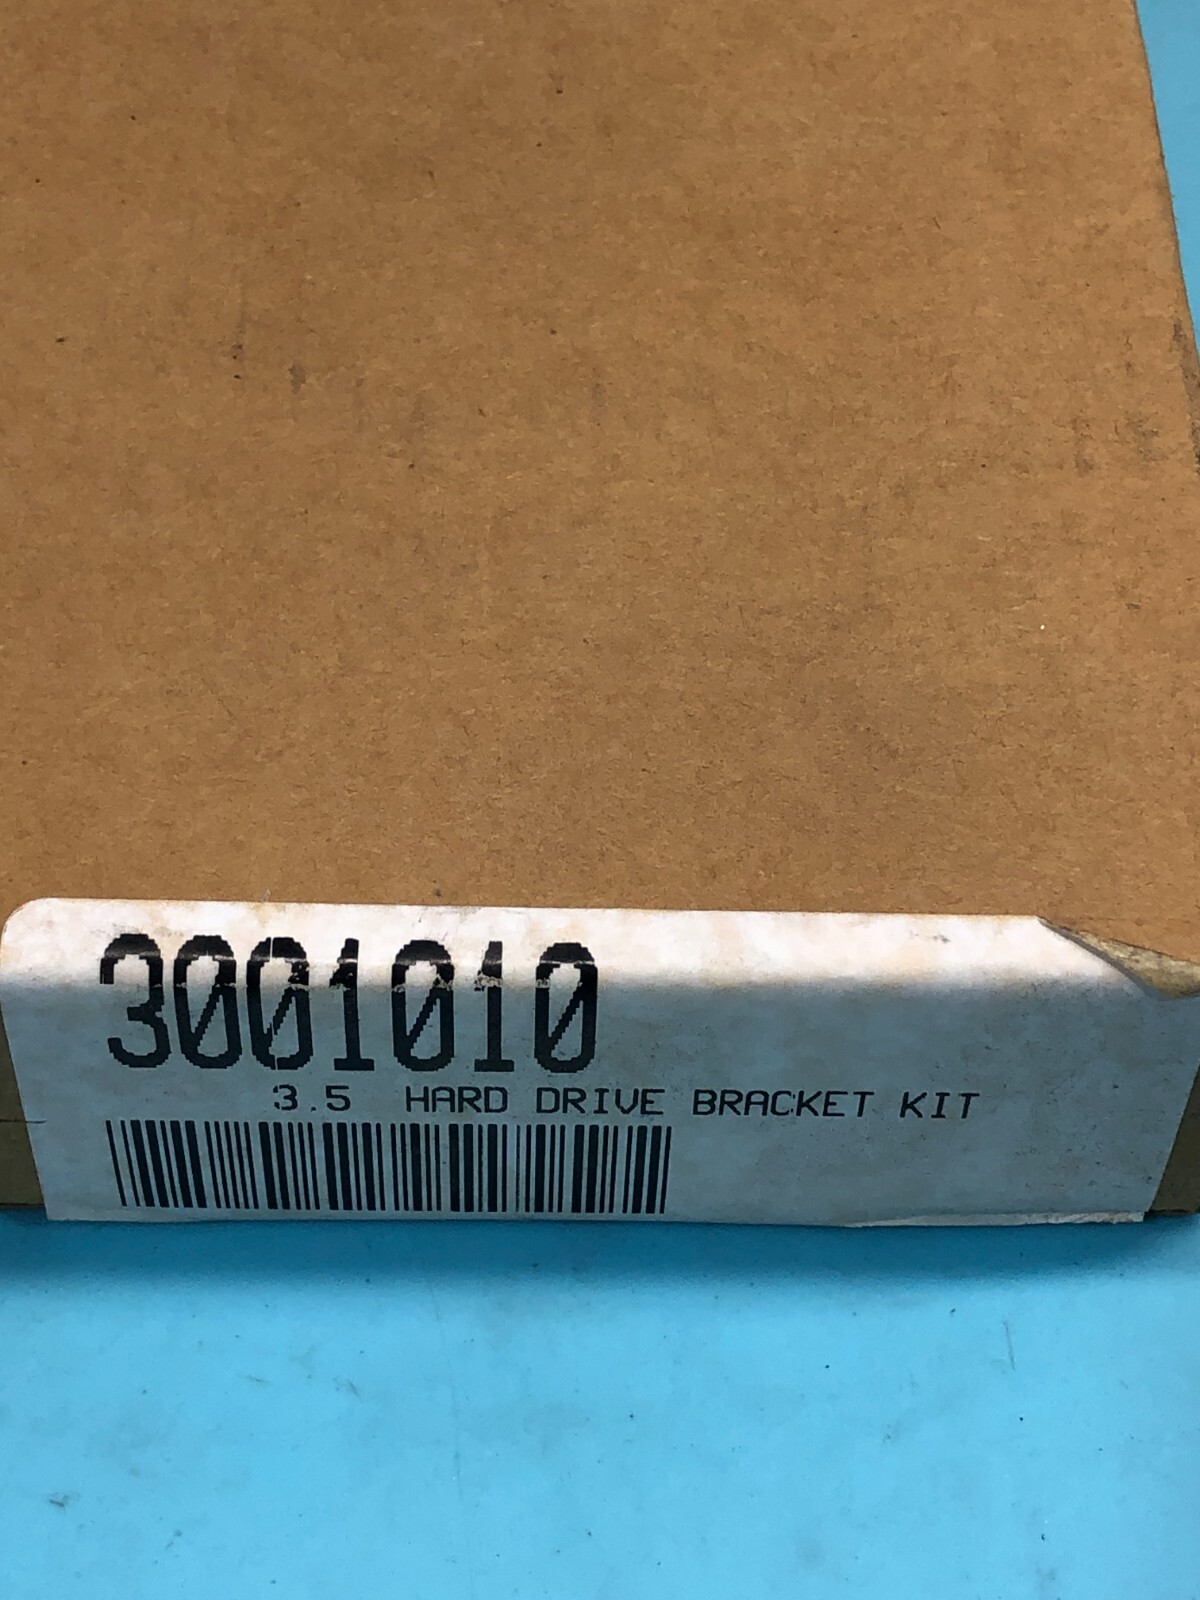 3001010
3.5 HARD DRIVE BRACKET KIT